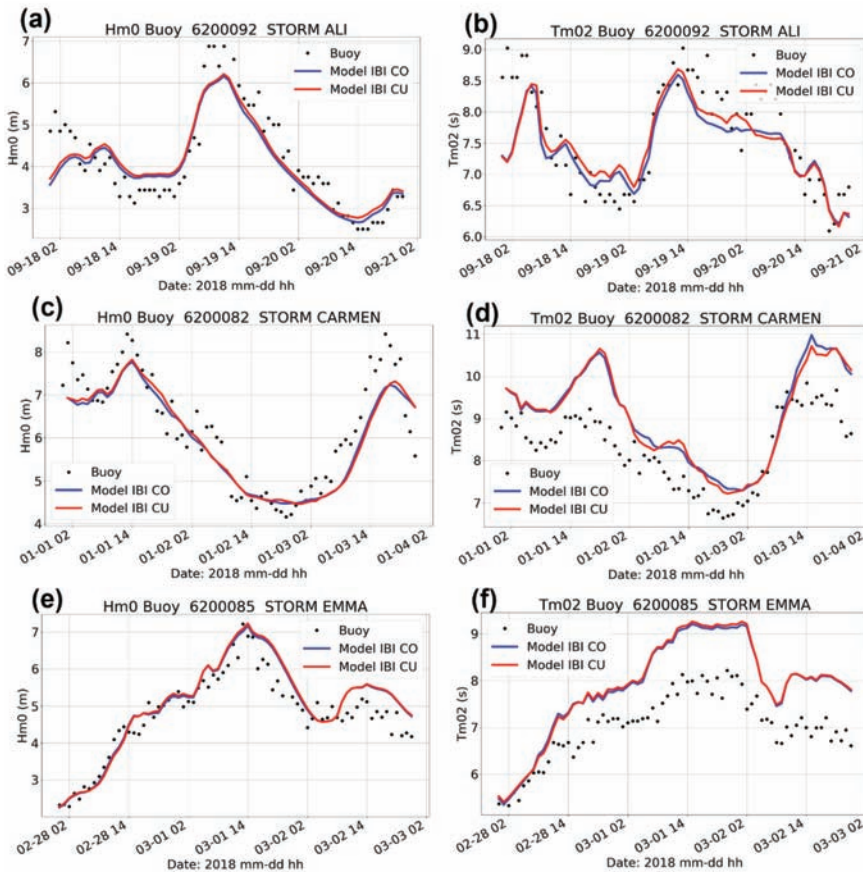 (a)
Hm0 Buoy 6200092 STORM ALI
7
6
5
4
3
Hm0 (m)
Buoy
Model IBI CO
Model IBI CU
09-18 02
09-18 14
09-19 02
09-19 14
09-20 02
09-20 14
09-21 02
Date: 2018 mm-dd hh
(b)
Tm02 Buoy 6200092 STORM ALI
9.0
8.5
8.0
7.5
7.0
6.5
6.0
Tm02 (s)
Buoy
Model IBI CO
Model IBI CU
09-18 02
09-18 14
09-19 02
09-19 14
09-20 02
09-20 14
09-21 02
Date: 2018 mm-dd hh
(c)
Hm0 Buoy 6200082 STORM CARMEN
8
7
6
5
4
Hm0 (m)
Buoy
Model IBI CO
Model IBI CU
01-01 02
01-01 14
01-02 02
01-02 14
01-03 02
01-03 14
01-04 02
Date: 2018 mm-dd hh
(d)
Tm02 Buoy 6200082 STORM CARMEN
11
10
9
8
7
Tm02 (s)
Buoy
Model IBI CO
Model IBI CU
01-01 02
01-01 14
01-02 02
01-02 14
01-03 02
01-03 14
01-04 02
Date: 2018 mm-dd hh
(e)
Hm0 Buoy 6200085 STORM EMMA
7
6
5
4
3
Hm0 (m)
Buoy
Model IBI CO
Model IBI CU
02-28 02
02-28 14
03-01 02
03-01 14
03-02 02
03-02 14
03-03 02
Date: 2018 mm-dd hh
(f)
Tm02 Buoy 6200085 STORM EMMA
9
8
7
6
Tm02 (s)
Buoy
Model IBI CO
Model IBI CU
02-28 02
02-28 14
03-01 02
03-01 14
03-02 02
03-02 14
03-03 02
Date: 2018 mm-dd hh